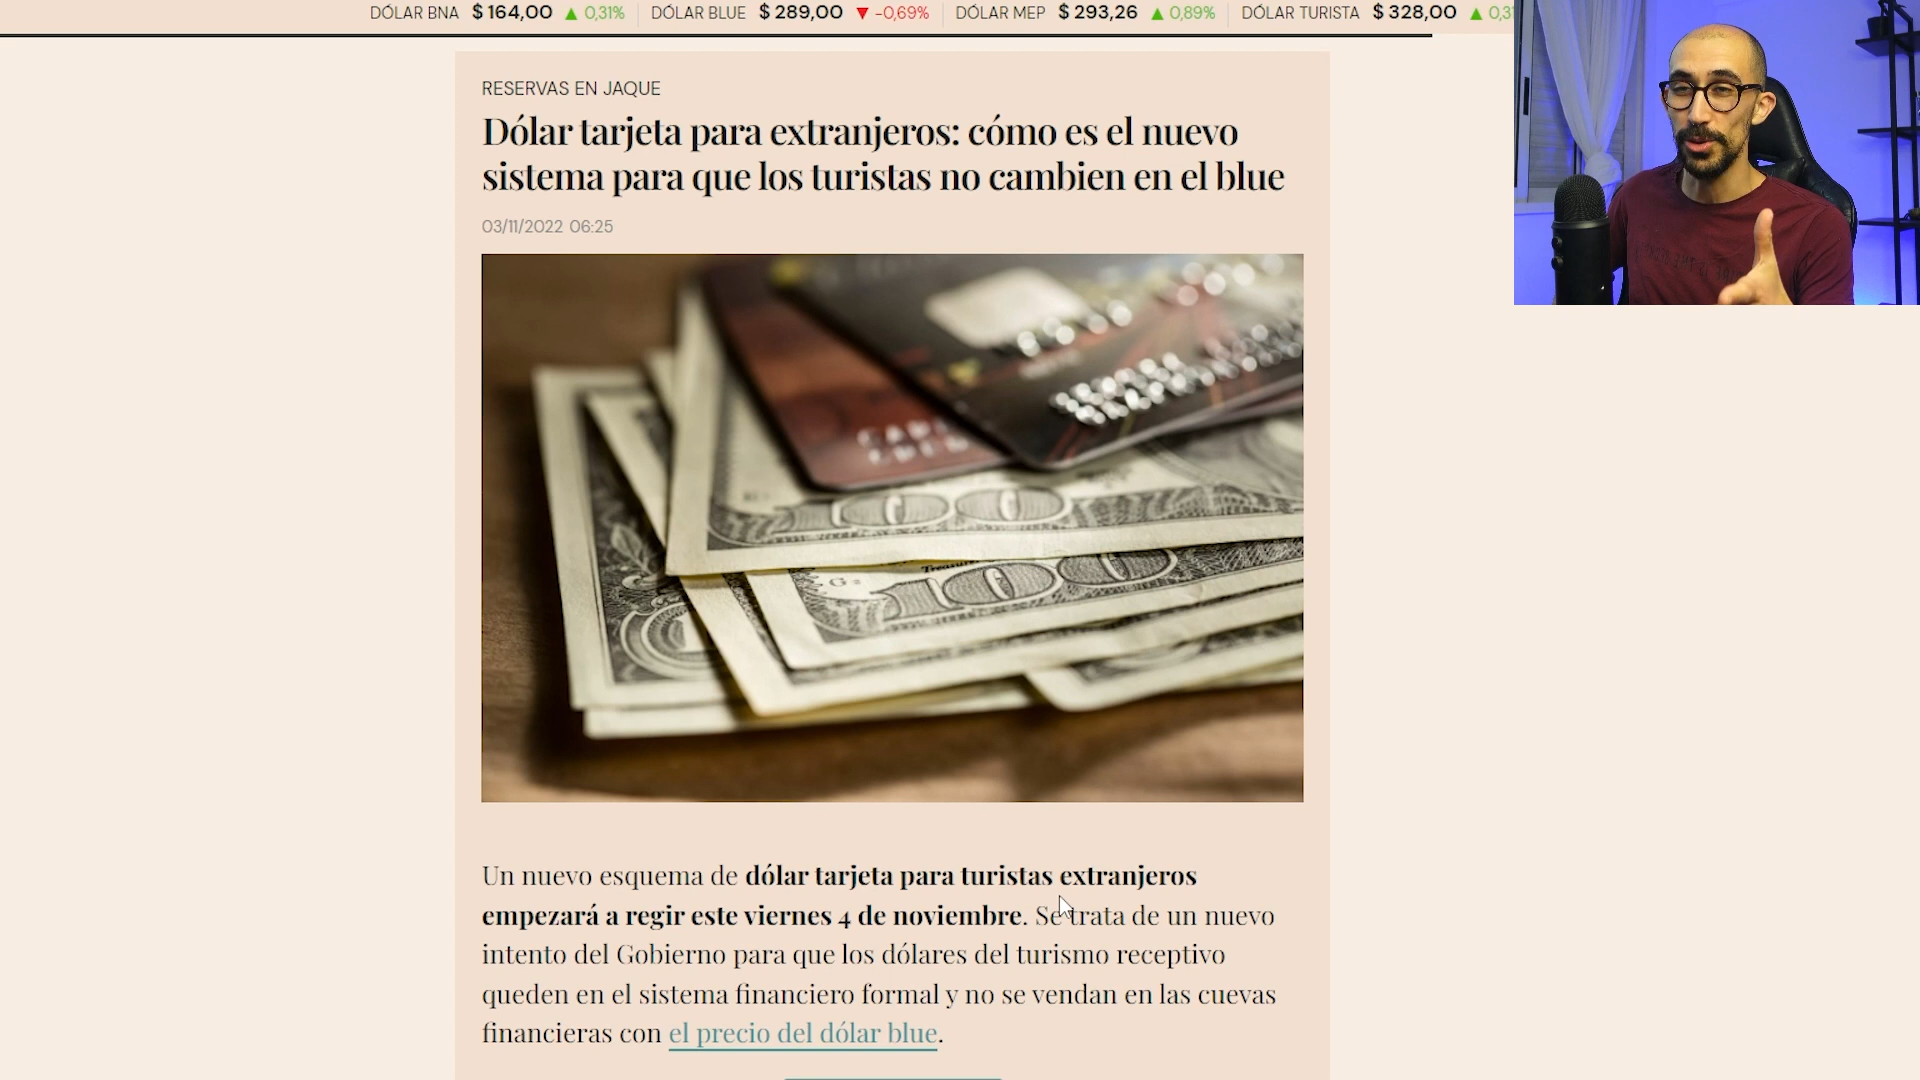 DÓLAR BNA $ 164,00 ▲ 0,31% DÓLAR BLUE $ 289,00 ▼ -0,69% DÓLAR MEP $ 293,26 ▲ 0,89% DÓLAR TURISTA $ 328,00 ▲
RESERVAS EN JAQUE
Dólar tarjeta para extranjeros: cómo es el nuevo
sistema para que los turistas no cambien en el blue
03/11/2022 06:25
100
100
Un nuevo esquema de dólar tarjeta para turistas extranjeros
empezará a regir este viernes 4 de noviembre. Se trata de un nuevo
intento del Gobierno para que los dólares del turismo receptivo
queden en el sistema financiero formal y no se vendan en las cuevas
financieras con el precio del dólar blue.